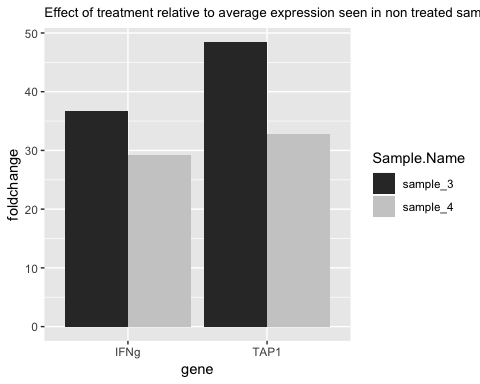 Effect of treatment relative to average expression seen in non treated sam
50
40
30
20
10
0
foldchange
IFNg
TAP1
gene
Sample.Name
sample_3
sample_4